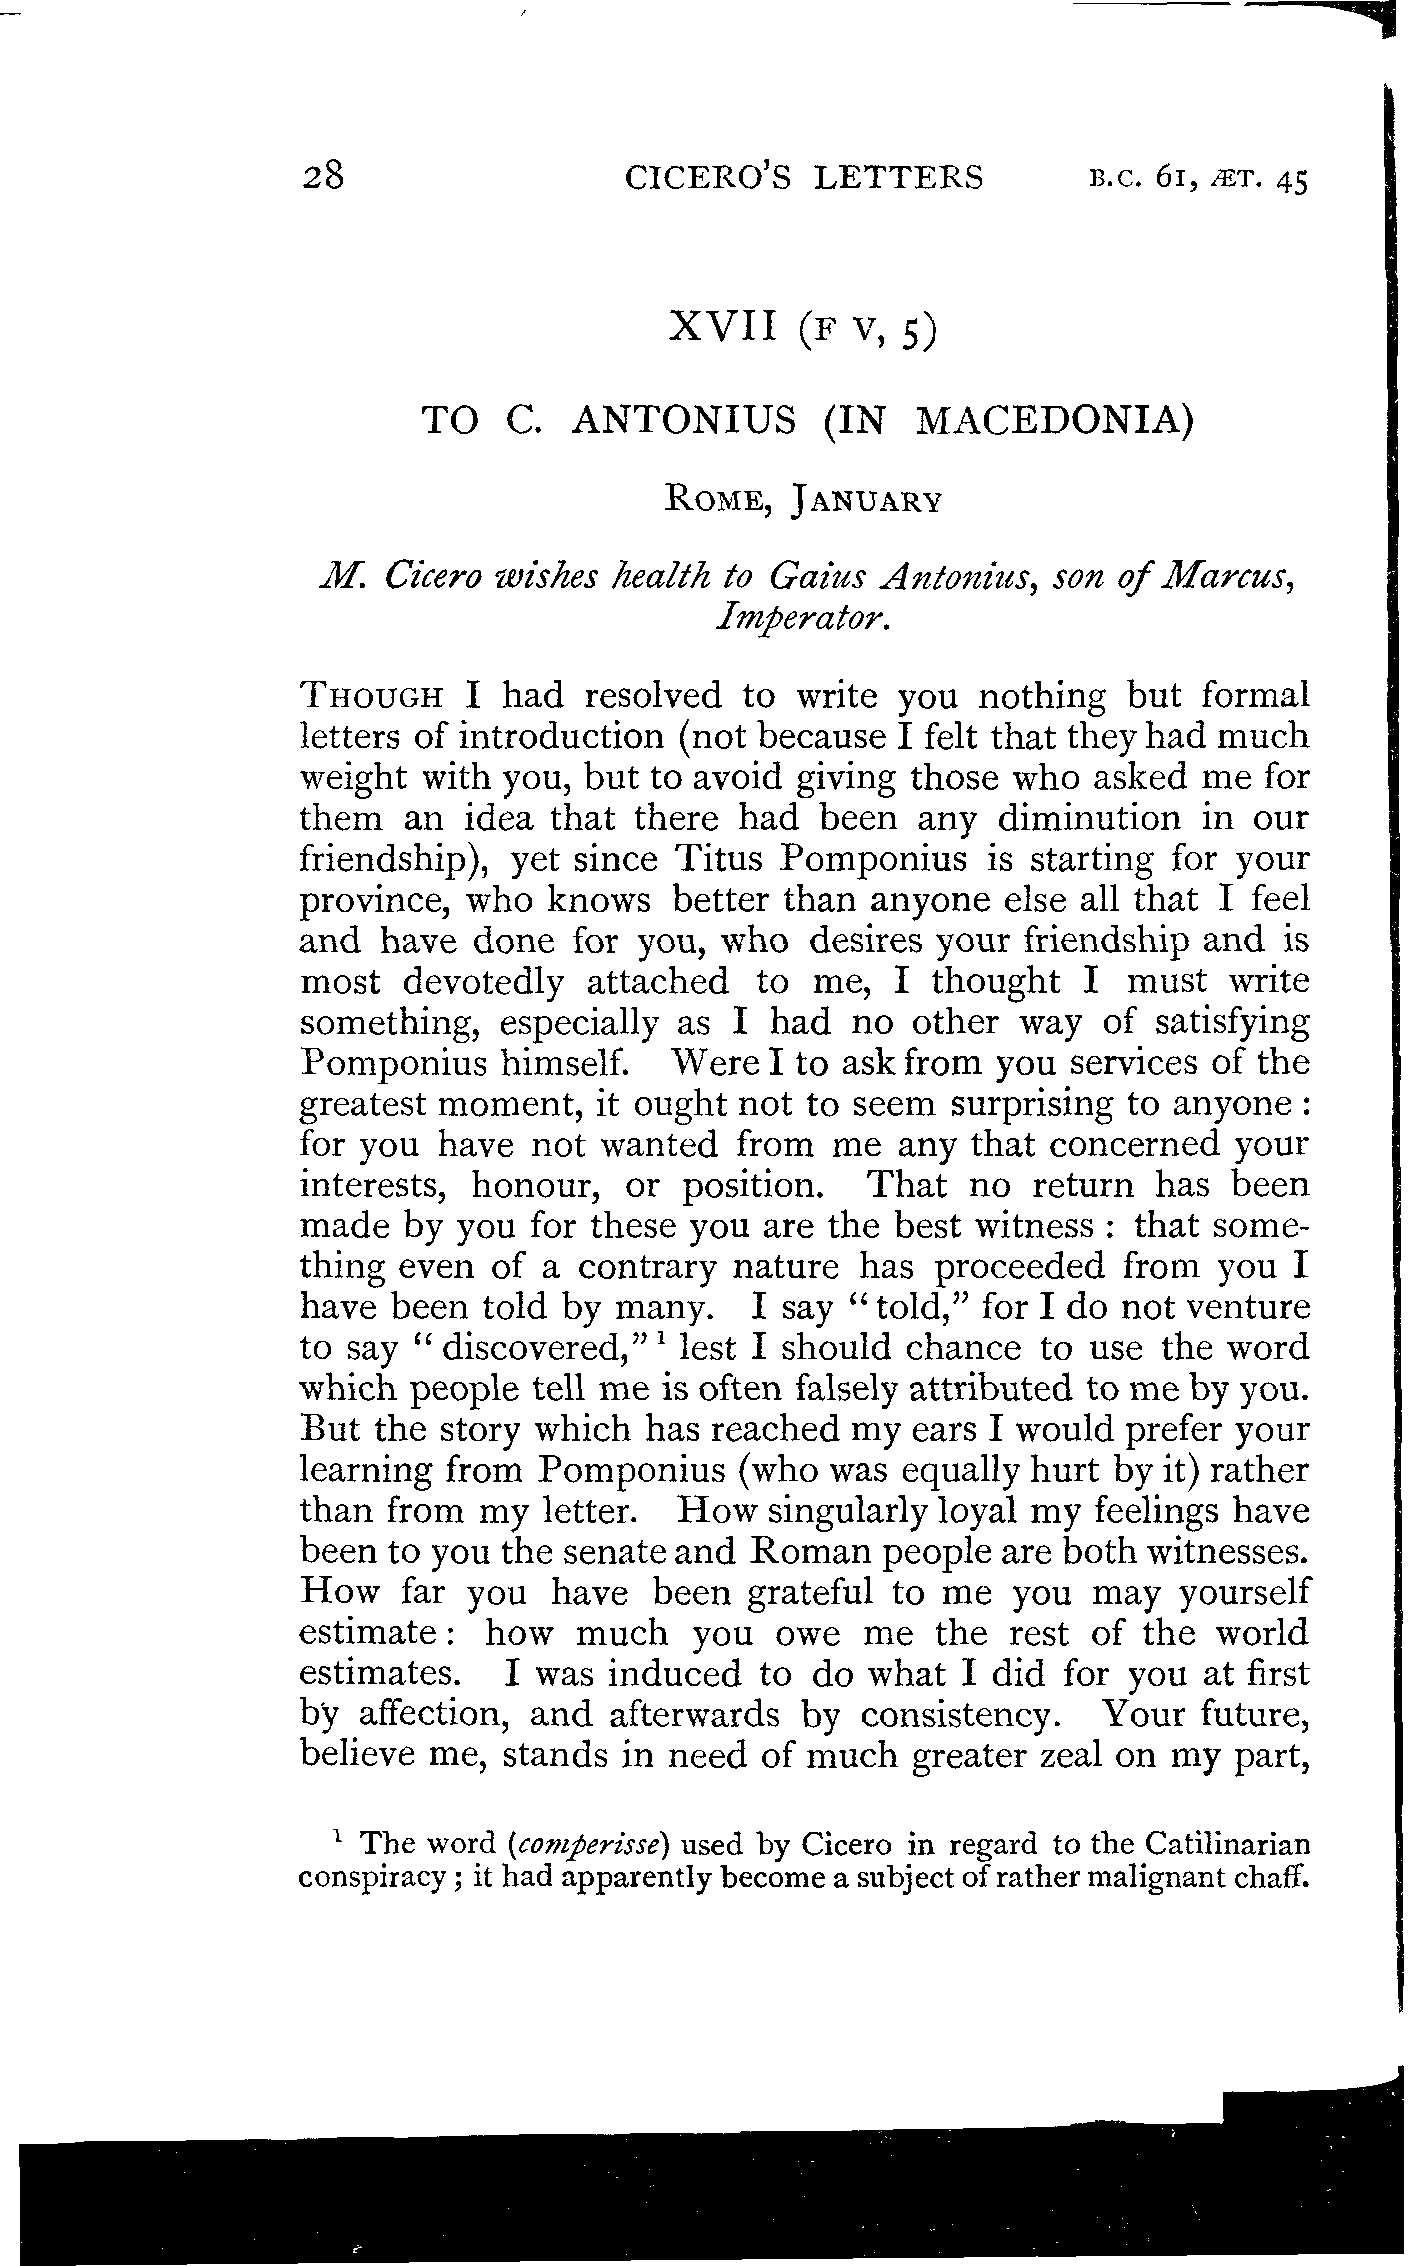 28 CICERO'S LETTERS B.C. 61, ÆT. 45
XVII (F V, 5)
TO C. ANTONIUS (IN MACEDONIA)
ROME, JANUARY
M. Cicero wishes health to Gaius Antonius, son of Marcus,
Imperator.
THOUGH I had resolved to write you nothing but formal
letters of introduction (not because I felt that they had much
weight with you, but to avoid giving those who asked me for
them an idea that there had been any diminution in our
friendship), yet since Titus Pomponius is starting for your
province, who knows better than anyone else all that I feel
and have done for you, who desires your friendship and is
most devotedly attached to me, I thought I must write
something, especially as I had no other way of satisfying
Pomponius himself. Were I to ask from you services of the
greatest moment, it ought not to seem surprising to anyone :
for you have not wanted from me any that concerned your
interests, honour, or position. That no return has been
made by you for these you are the best witness : that some-
thing even of a contrary nature has proceeded from you I
have been told by many. I say “told,” for I do not venture
to say “discovered,” ¹ lest I should chance to use the word
which people tell me is often falsely attributed to me by you.
But the story which has reached my ears I would prefer your
learning from Pomponius (who was equally hurt by it) rather
than from my letter. How singularly loyal my feelings have
been to you the senate and Roman people are both witnesses.
How far you have been grateful to me you may yourself
estimate : how much you owe me the rest of the world
estimates. I was induced to do what I did for you at first
by affection, and afterwards by consistency. Your future,
believe me, stands in need of much greater zeal on my part,
¹ The word (comperisse) used by Cicero in regard to the Catilinarian
conspiracy ; it had apparently become a subject of rather malignant chaff.